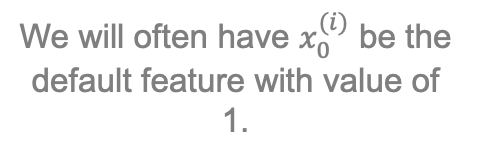 We will often have $x_0^{(i)}$ be the
default feature with value of
1.